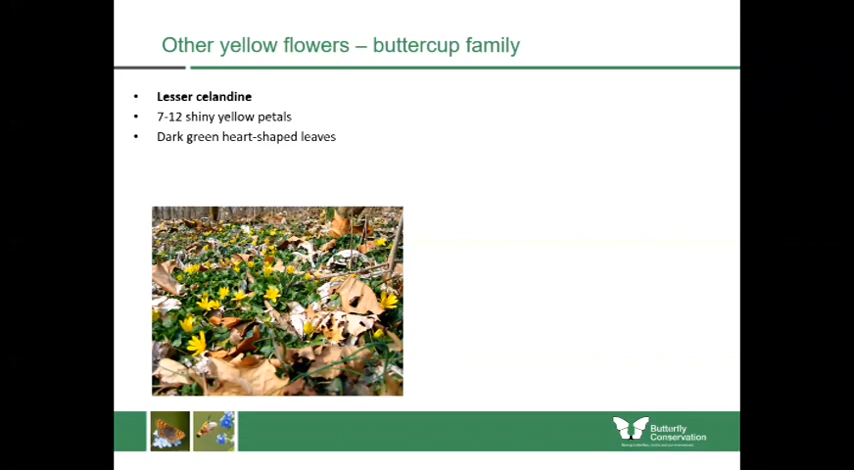 Other yellow flowers – buttercup family
• Lesser celandine
• 7-12 shiny yellow petals
• Dark green heart-shaped leaves
Butterfly
Conservation